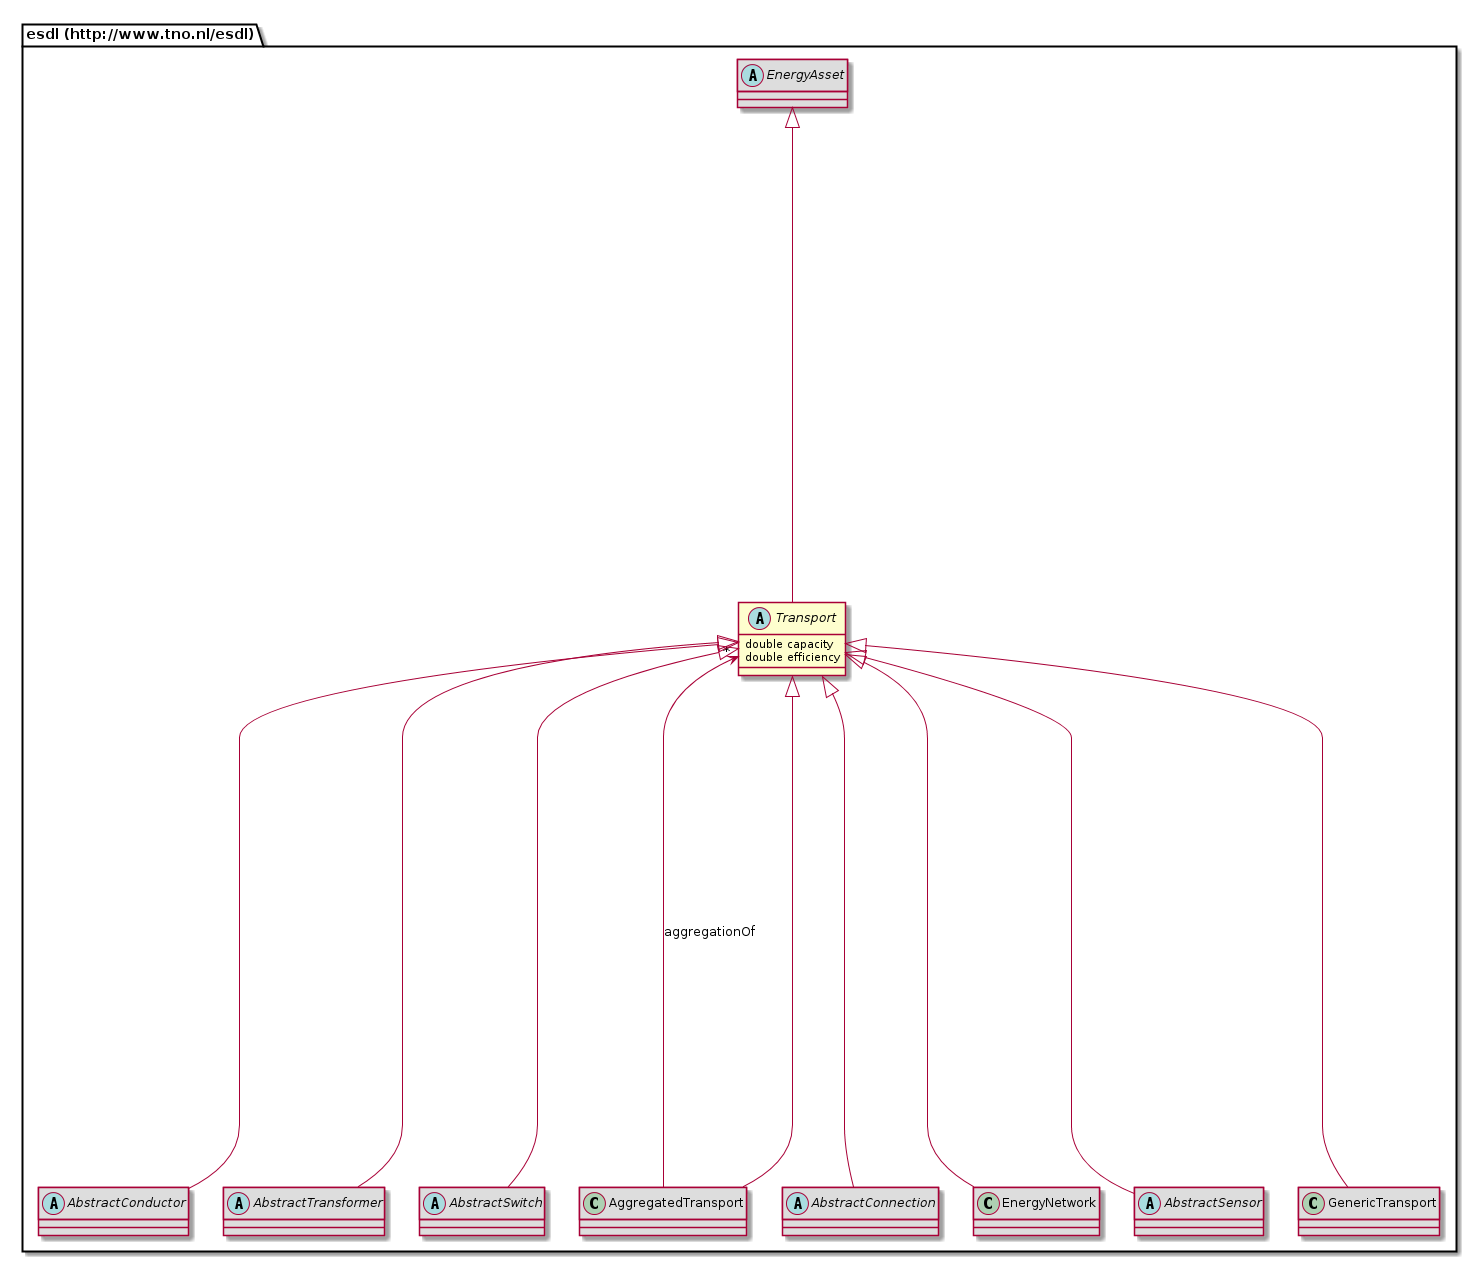 esdl (http://www.tno.nl/esdl)
A EnergyAsset
A Transport
double capacity
double efficiency
*
aggregationOf
A AbstractConductor
A AbstractTransformer
A AbstractSwitch
C AggregatedTransport
A AbstractConnection
C EnergyNetwork
A AbstractSensor
C GenericTransport